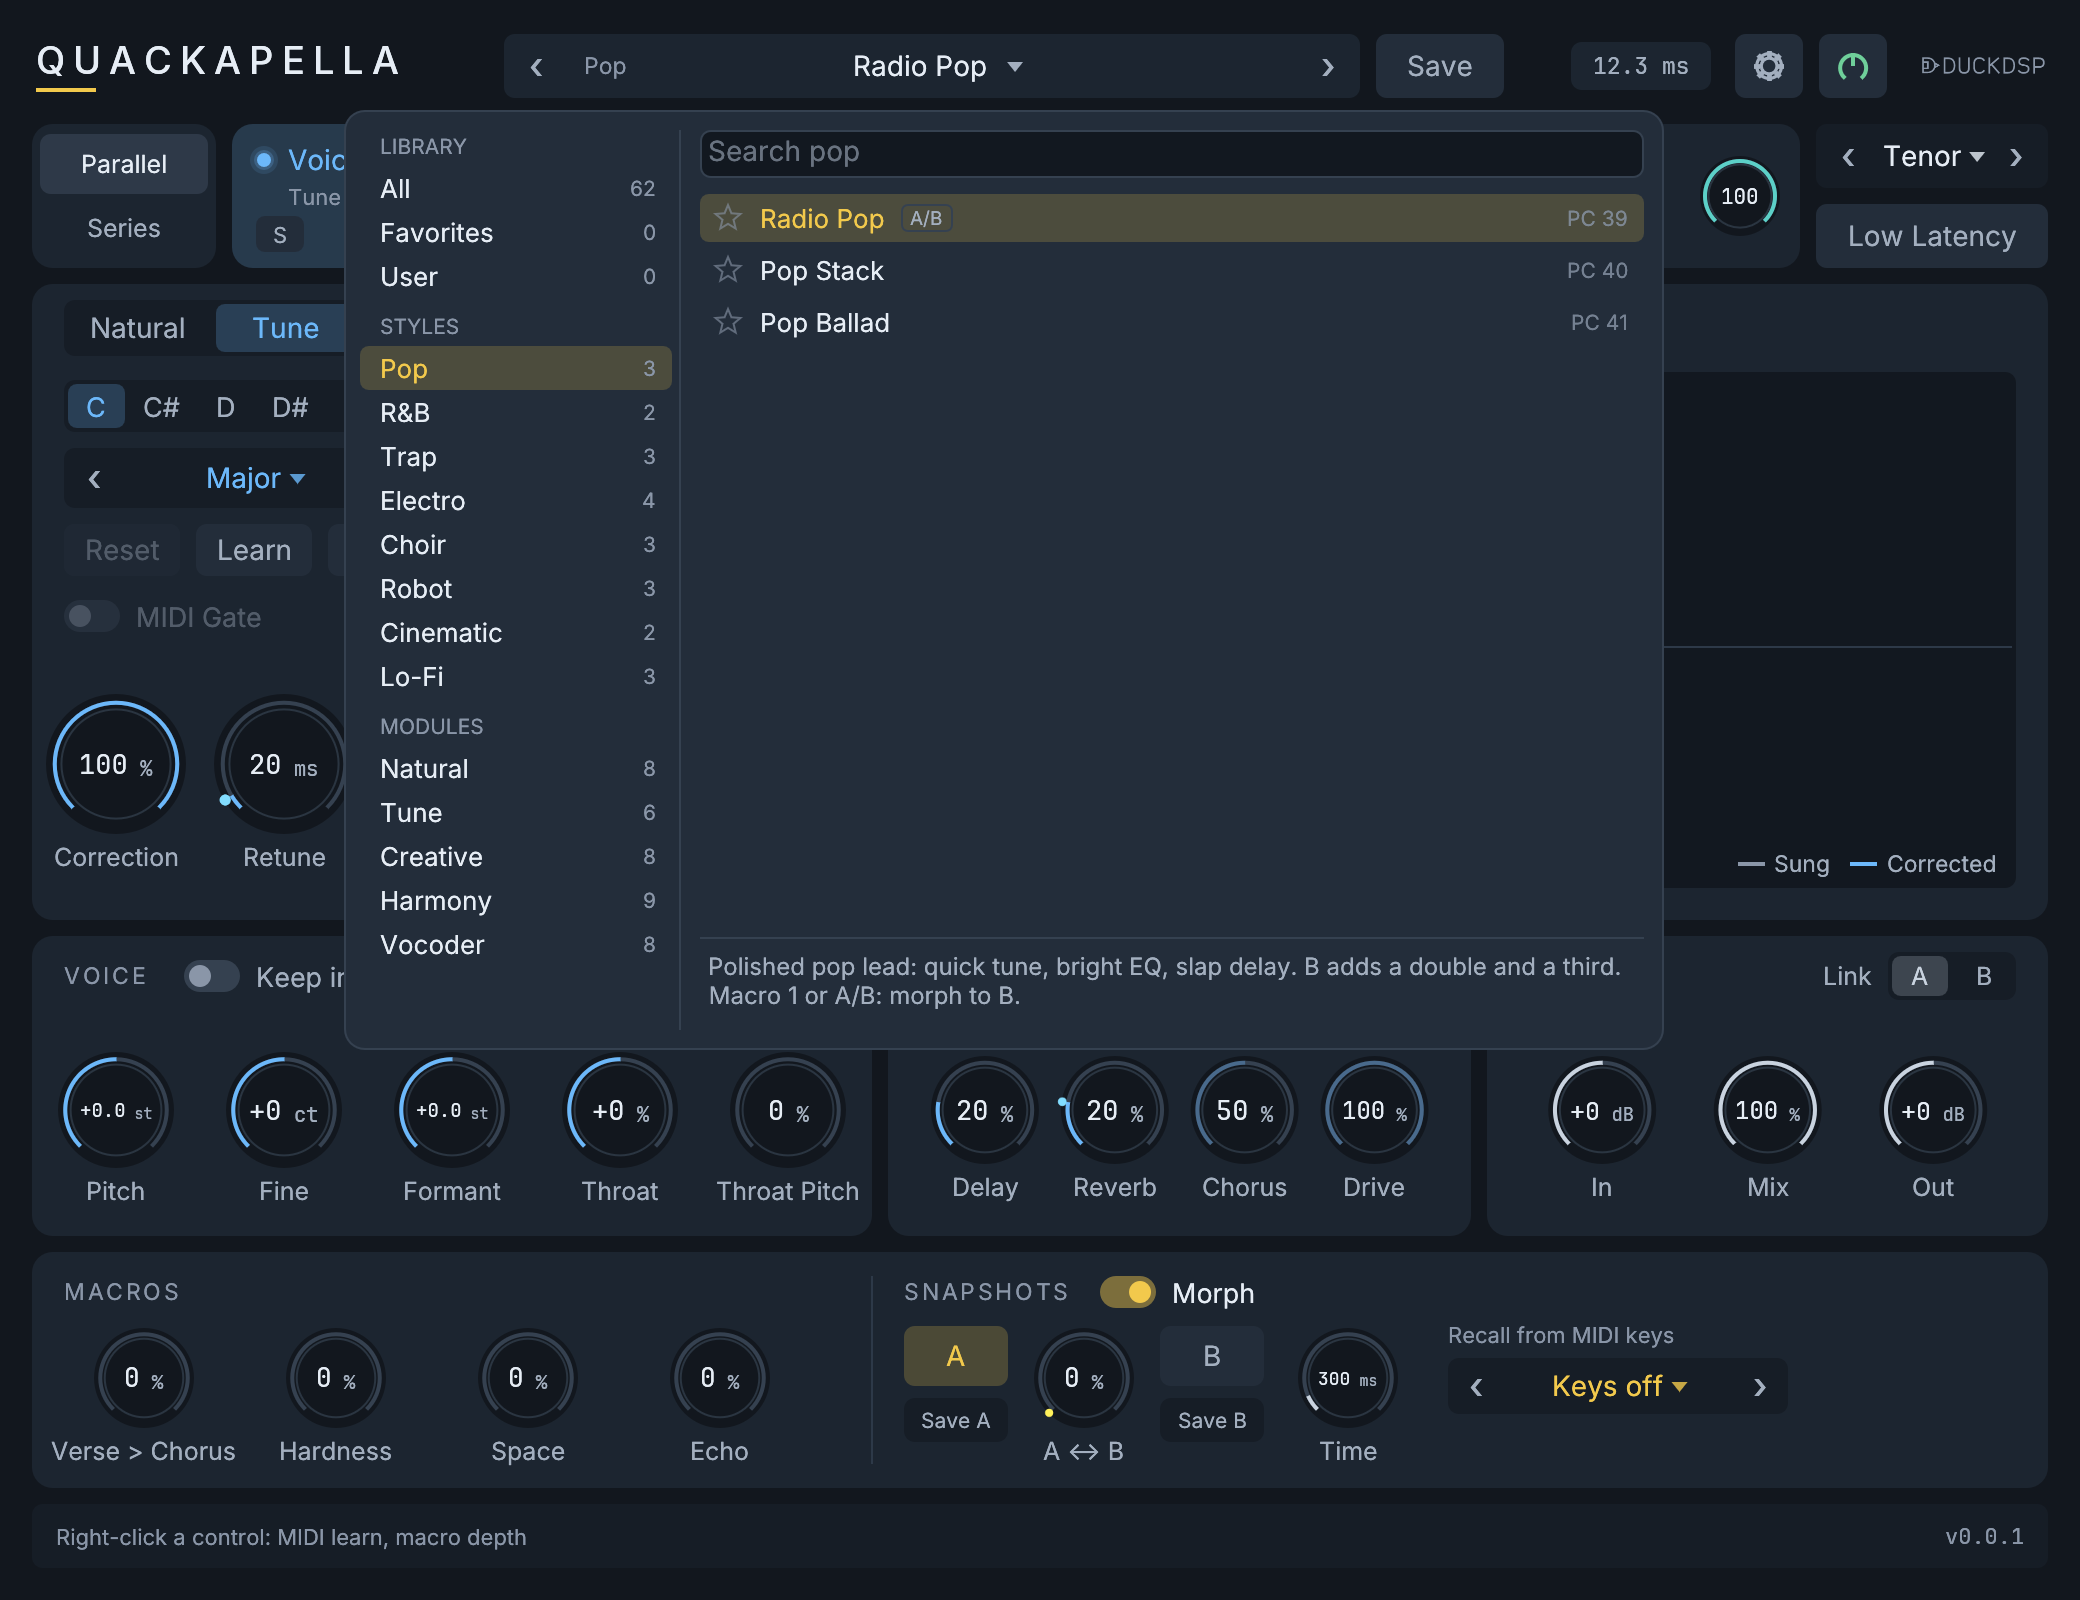 QUACKAPELLA
Pop
Radio Pop
Save
12.3 ms
DUCKDSP
Parallel
Series
Tune
S
100
Tenor
Low Latency
LIBRARY
All 62
Favorites 0
User 0
STYLES
Pop 3
R&B 2
Trap 3
Electro 4
Choir 3
Robot 3
Cinematic 2
Lo-Fi 3
MODULES
Natural 8
Tune 6
Creative 8
Harmony 9
Vocoder 8
Search pop
Radio Pop A/B PC 39
Pop Stack PC 40
Pop Ballad PC 41
Polished pop lead: quick tune, bright EQ, slap delay. B adds a double and a third.
Macro 1 or A/B: morph to B.
Natural Tune
C C# D D#
Major
Reset Learn
MIDI Gate
100 % 20 ms
Correction Retune
Sung Corrected
VOICE Keep
Link A B
+0.0 st +0 ct +0.0 st +0 % 0 %
Pitch Fine Formant Throat Throat Pitch
20 % 20 % 50 % 100 %
Delay Reverb Chorus Drive
+0 dB 100 % +0 dB
In Mix Out
MACROS
0 % 0 % 0 % 0 %
Verse > Chorus Hardness Space Echo
SNAPSHOTS Morph
A 0 % B 300 ms
Save A Save B
A ↔ B Time
Recall from MIDI keys
Keys off
Right-click a control: MIDI learn, macro depth
v0.0.1